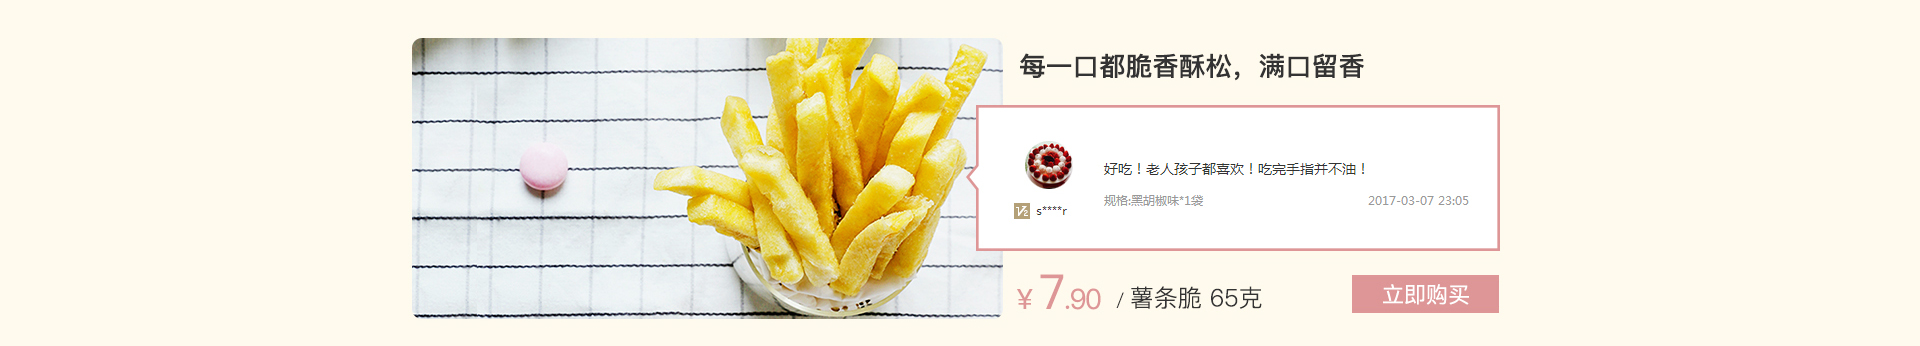 每一口都脆香酥松，满口留香
好吃！老人孩子都喜欢！吃完手指并不油！
规格:黑胡椒味*1袋 2017-03-07 23:05
V2 s****r
¥ 7.90 / 薯条脆 65克 立即购买